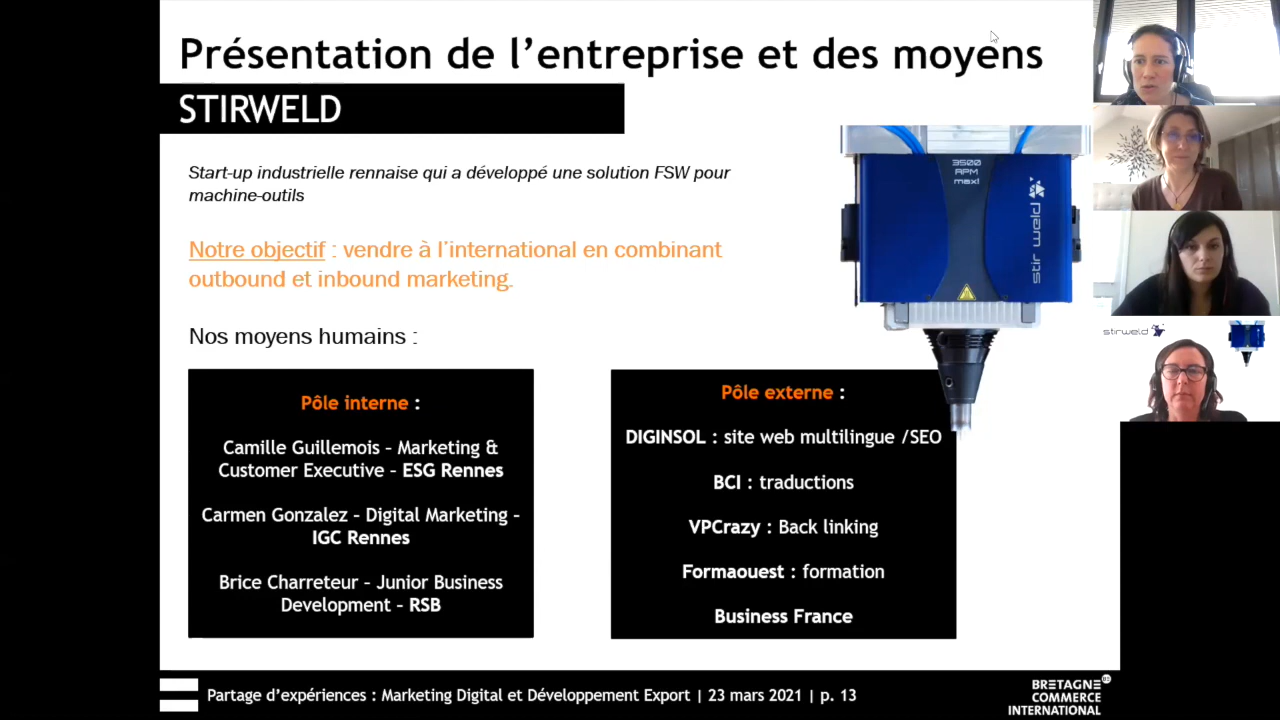 Présentation de l’entreprise et des moyens
STIRWELD
Start-up industrielle rennaise qui a développé une solution FSW pour
machine-outils
Notre objectif : vendre à l’international en combinant
outbound et inbound marketing.
Nos moyens humains :
Pôle interne :
Camille Guillemois – Marketing &
Customer Executive – ESG Rennes
Carmen Gonzalez – Digital Marketing –
IGC Rennes
Brice Charreteur – Junior Business
Development – RSB
Pôle externe :
DIGINSOL : site web multilingue /SEO
BCI : traductions
VPCrazy : Back linking
Formaouest : formation
Business France
3500
RPM
max!
stir weld
stirweld
Partage d’expériences : Marketing Digital et Développement Export | 23 mars 2021 | p. 13
BRETAGNE
COMMERCE
INTERNATIONAL